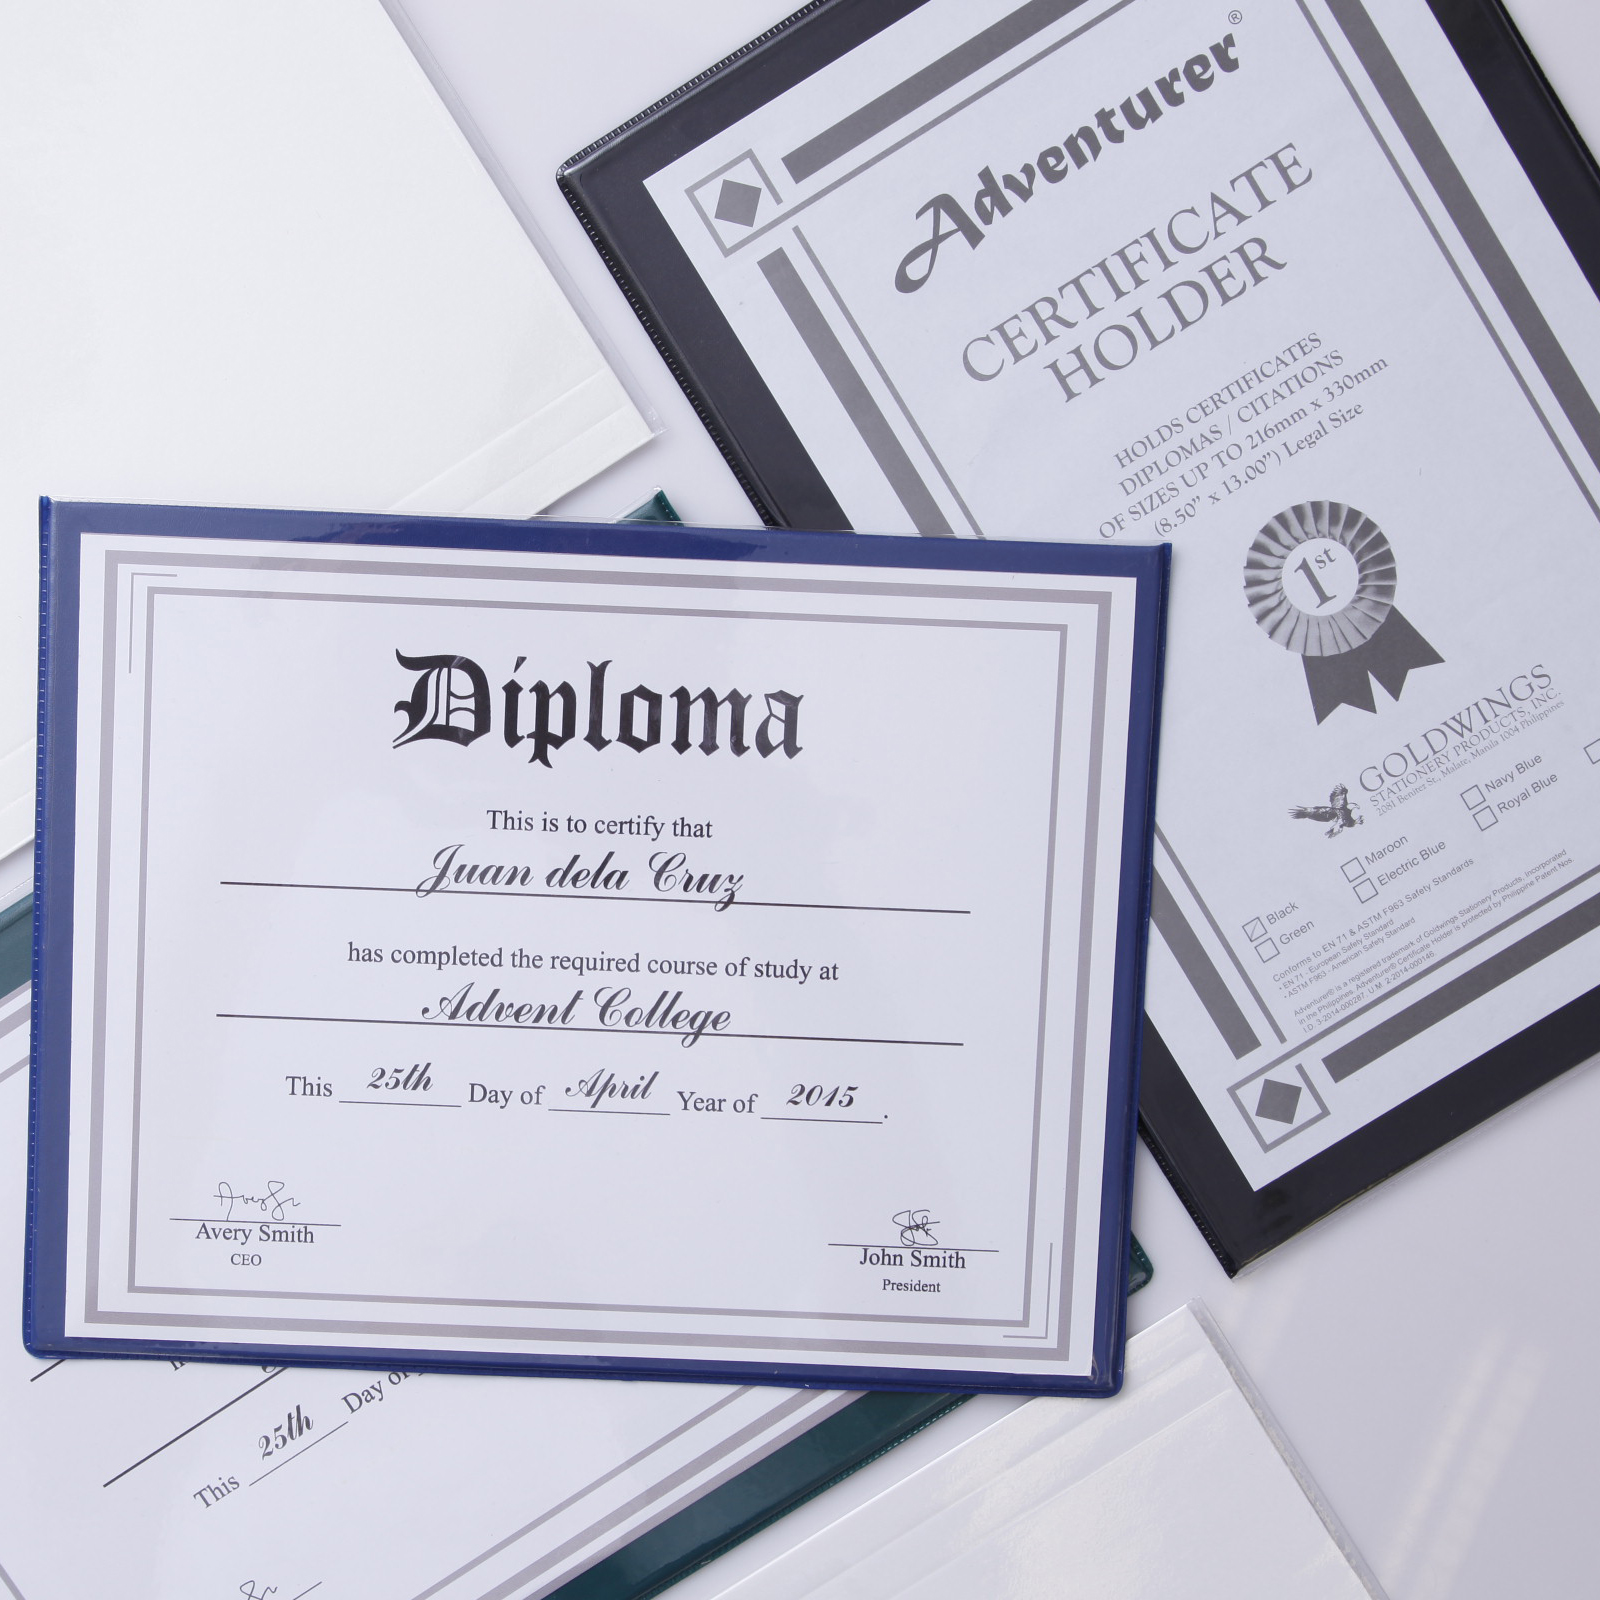 Adventurer®
CERTIFICATE
HOLDER
HOLDS CERTIFICATES
DIPLOMAS / CITATIONS
OF SIZES UP TO 216mm x 330mm
(8.50" x 13.00") Legal Size
1st
GOLDWINGS
STATIONERY PRODUCTS, INC.
2081 Benitez St., Malate, Manila 1004 Philippines
Navy Blue
Royal Blue
Maroon
Electric Blue
Black
Green
Conforms to EN 71 & ASTM F963 Safety Standards
• EN 71 - European Safety Standard
• ASTM F963 - American Safety Standard
Adventurer® is a registered trademark of Goldwings Stationery Products, Incorporated
in the Philippines. Adventurer® Certificate Holder is protected by Philippine Patent Nos.
I.D. 3-2014-000287, U.M. 2-2014-000146.
Diploma
This is to certify that
Juan dela Cruz
has completed the required course of study at
Advent College
This 25th Day of April Year of 2015.
Avery Smith
CEO
John Smith
President
This 25th Day of